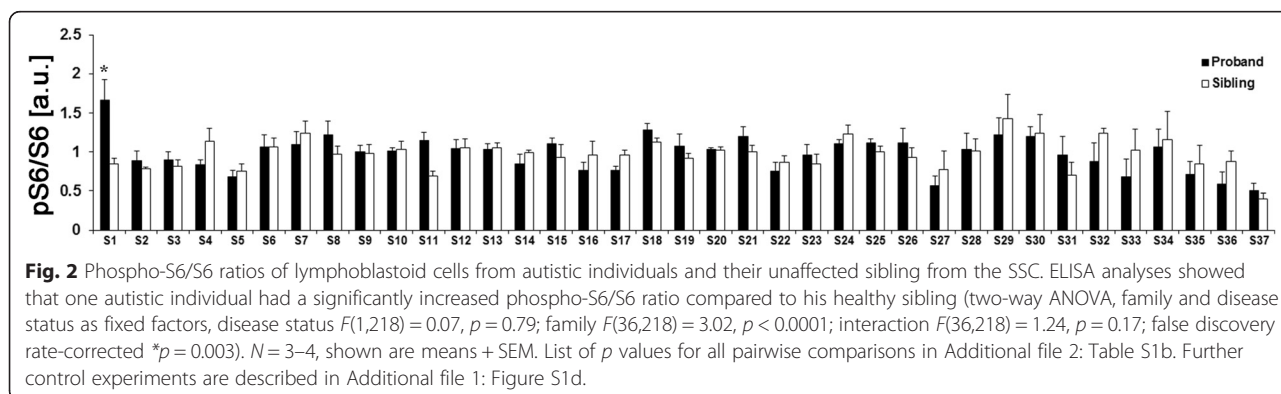 2.5
2
1.5
1
0.5
0
pS6/S6 [a.u.]
*
Proband
Sibling
S1 S2 S3 S4 S5 S6 S7 S8 S9 S10 S11 S12 S13 S14 S15 S16 S17 S18 S19 S20 S21 S22 S23 S24 S25 S26 S27 S28 S29 S30 S31 S32 S33 S34 S35 S36 S37
Fig. 2 Phospho-S6/S6 ratios of lymphoblastoid cells from autistic individuals and their unaffected sibling from the SSC. ELISA analyses showed
that one autistic individual had a significantly increased phospho-S6/S6 ratio compared to his healthy sibling (two-way ANOVA, family and disease
status as fixed factors, disease status F(1,218) = 0.07, p = 0.79; family F(36,218) = 3.02, p < 0.0001; interaction F(36,218) = 1.24, p = 0.17; false discovery
rate-corrected *p = 0.003). N = 3–4, shown are means + SEM. List of p values for all pairwise comparisons in Additional file 2: Table S1b. Further
control experiments are described in Additional file 1: Figure S1d.